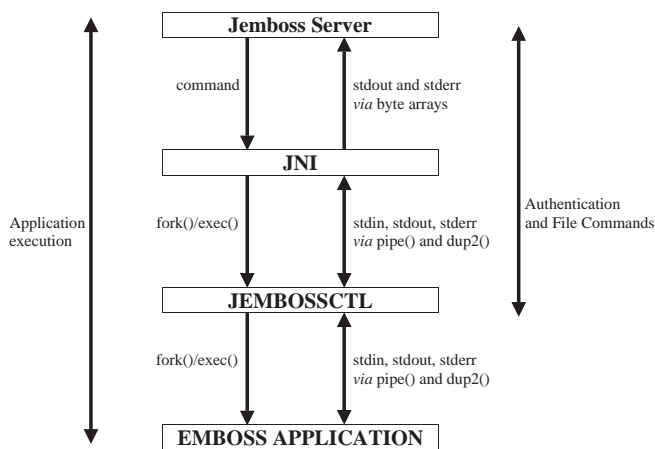 Jemboss Server
command
stdout and stderr
via byte arrays
JNI
Application
execution
fork()/exec()
stdin, stdout, stderr
via pipe() and dup2()
Authentication
and File Commands
JEMBOSSCTL
fork()/exec()
stdin, stdout, stderr
via pipe() and dup2()
EMBOSS APPLICATION